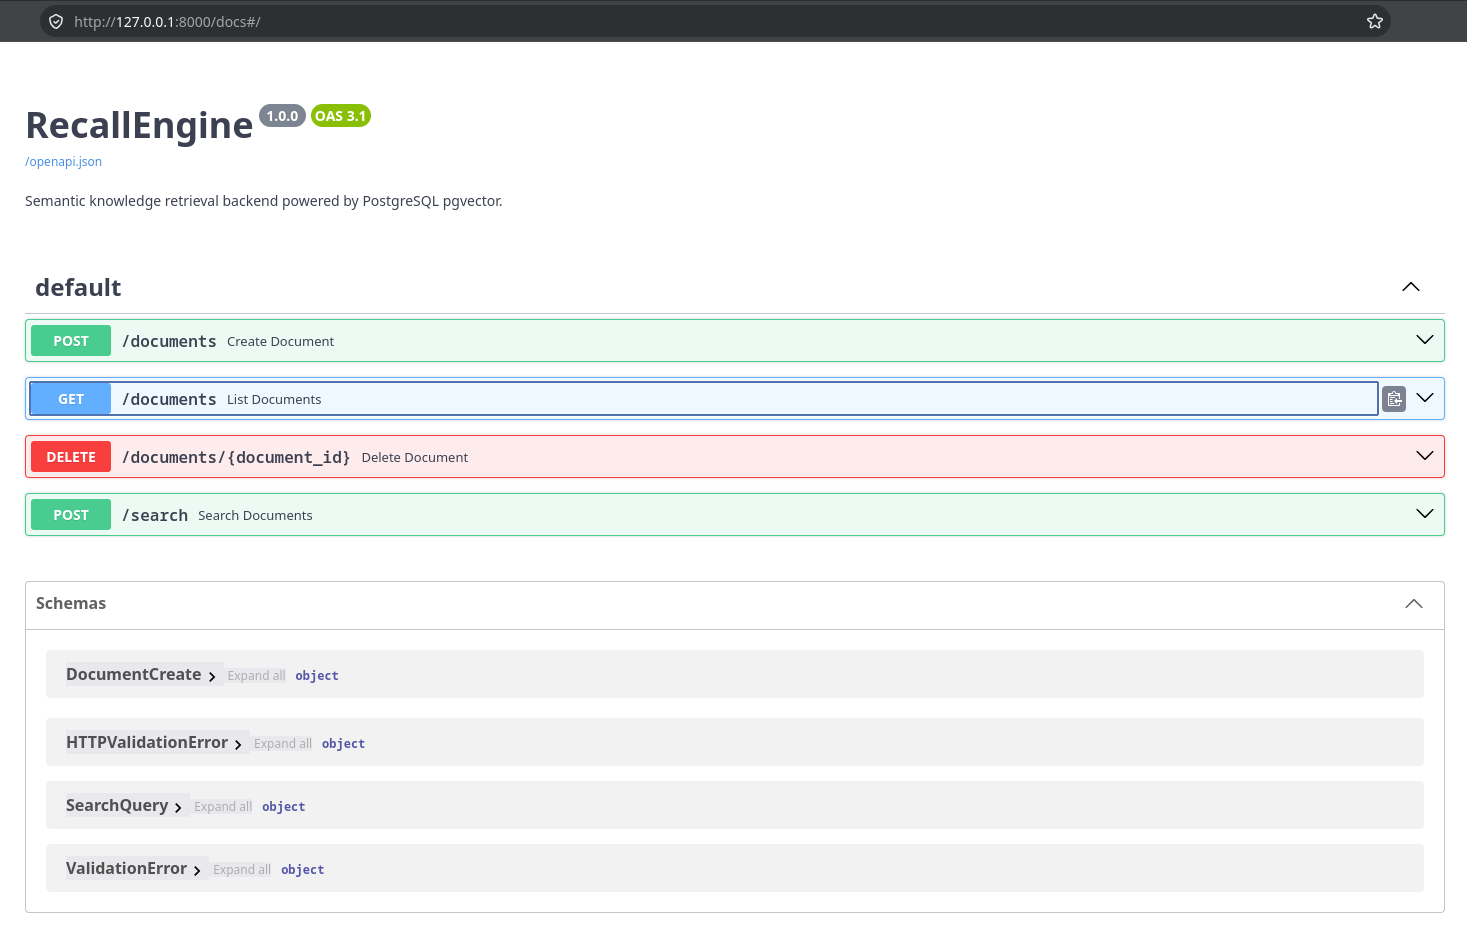 http://127.0.0.1:8000/docs#/
RecallEngine 1.0.0 OAS 3.1
/openapi.json
Semantic knowledge retrieval backend powered by PostgreSQL pgvector.
default
POST /documents Create Document
GET /documents List Documents
DELETE /documents/{document_id} Delete Document
POST /search Search Documents
Schemas
DocumentCreate Expand all object
HTTPValidationError Expand all object
SearchQuery Expand all object
ValidationError Expand all object